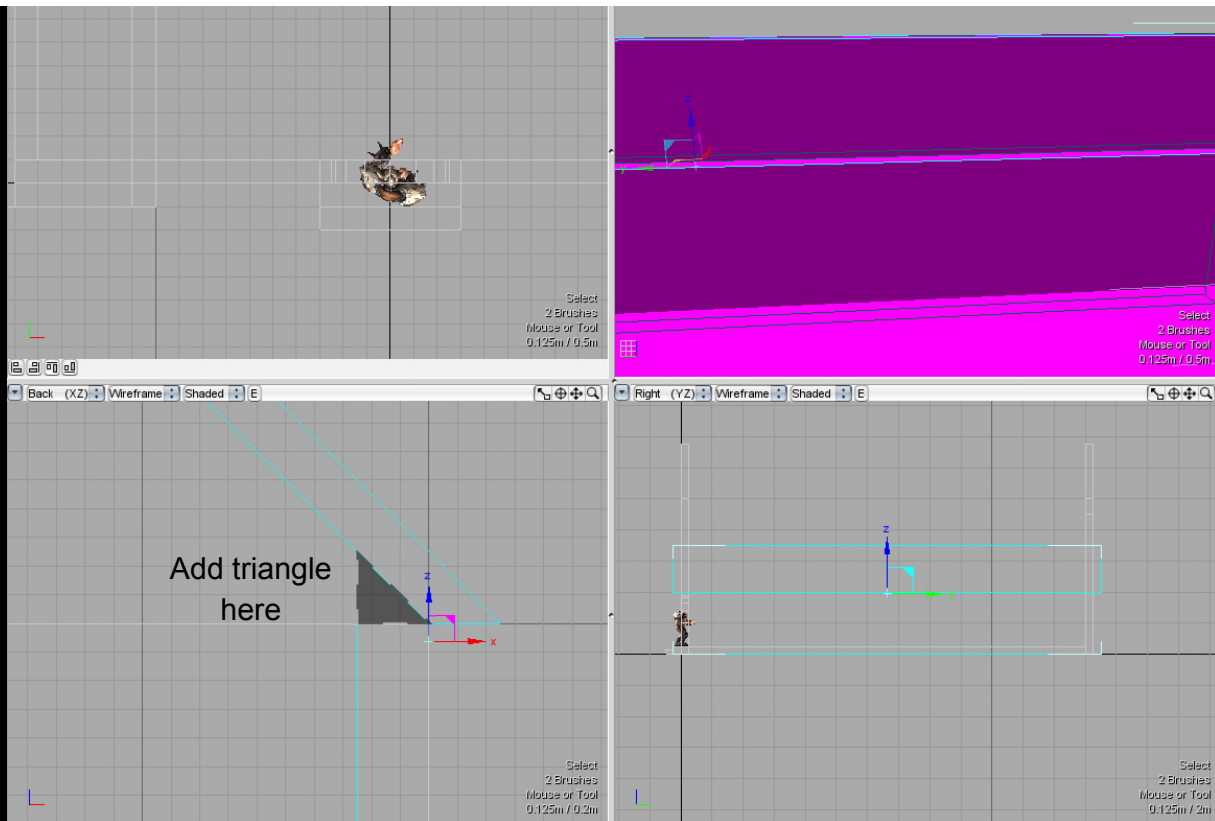 Select
2 Brushes
Mouse or Tool
0.125m / 0.5m
z
Select
2 Brushes
Mouse or Tool
0.125m / 0.5m
Back (XZ) Wireframe Shaded E
Right (YZ) Wireframe Shaded E
Add triangle
here
z
x
z
Y
Select
2 Brushes
Mouse or Tool
0.125m / 0.2m
Select
2 Brushes
Mouse or Tool
0.125m / 2m